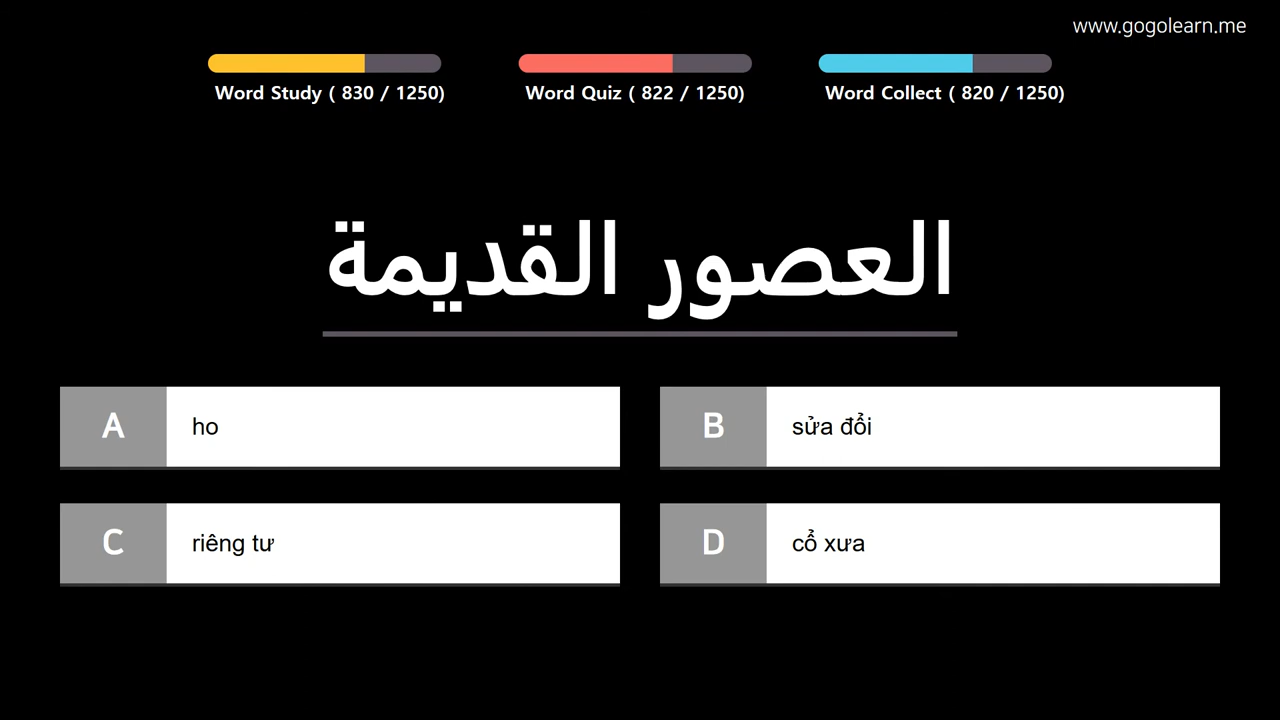 www.gogolearn.me
Word Study ( 830 / 1250)
Word Quiz ( 822 / 1250)
Word Collect ( 820 / 1250)
العصور القديمة
A
ho
B
sửa đổi
C
riêng tư
D
cổ xưa